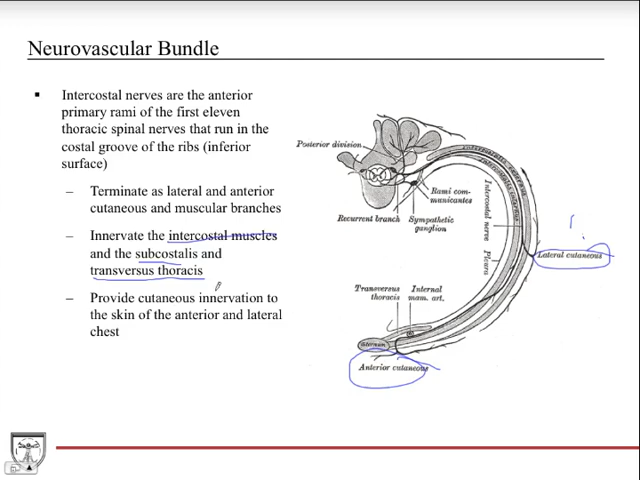 Neurovascular Bundle
Intercostal nerves are the anterior
primary rami of the first eleven
thoracic spinal nerves that run in the
costal groove of the ribs (inferior
surface)
– Terminate as lateral and anterior
cutaneous and muscular branches
– Innervate the intercostal muscles
and the subcostalis and
transversus thoracis
– Provide cutaneous innervation to
the skin of the anterior and lateral
chest
Posterior division
Rami com-
municantes
Recurrent branch
Sympathetic
ganglion
Intercostalis externus
Intercostalis internus
Intercostal nerve
Pleura
Lateral cutaneous
Transversus
thoracis
Internal
mam. art.
Sternum
Anterior cutaneous